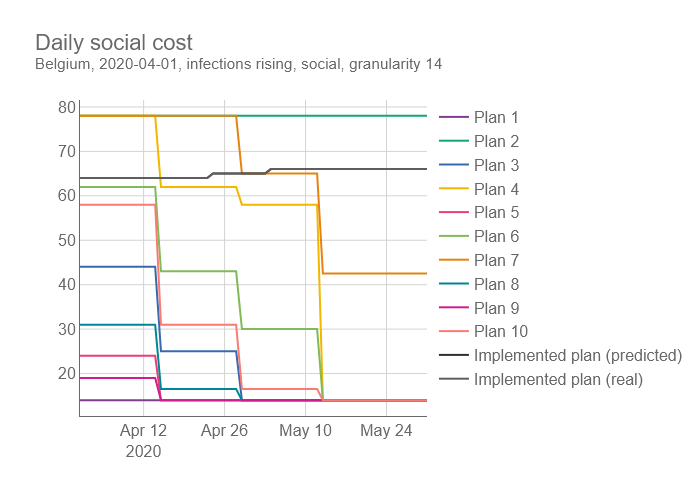 Daily social cost
Belgium, 2020-04-01, infections rising, social, granularity 14
80
70
60
50
40
30
20
Apr 12
2020
Apr 26
May 10
May 24
Plan 1
Plan 2
Plan 3
Plan 4
Plan 5
Plan 6
Plan 7
Plan 8
Plan 9
Plan 10
Implemented plan (predicted)
Implemented plan (real)